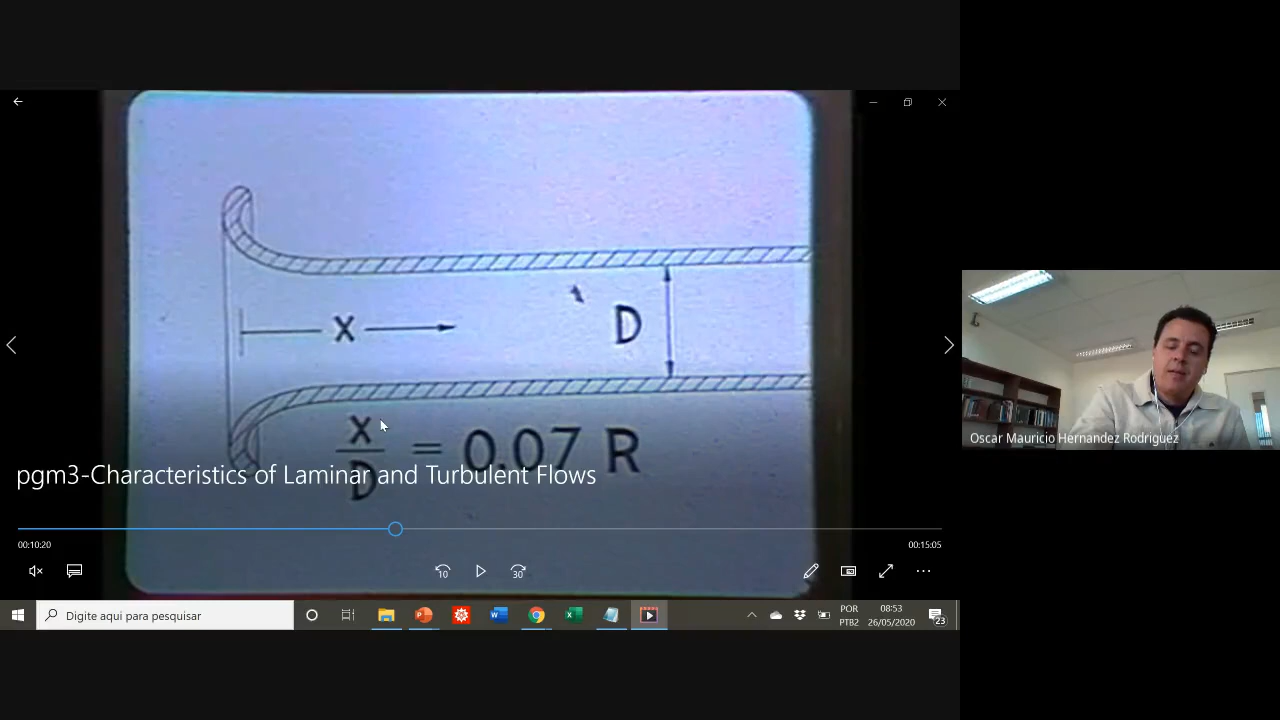 X
D
X
D
= 0.07 R
pgm3-Characteristics of Laminar and Turbulent Flows
00:10:20
00:15:05
10
30
Digite aqui para pesquisar
POR
PTB2
08:53
26/05/2020
23
Oscar Mauricio Hernandez Rodriguez